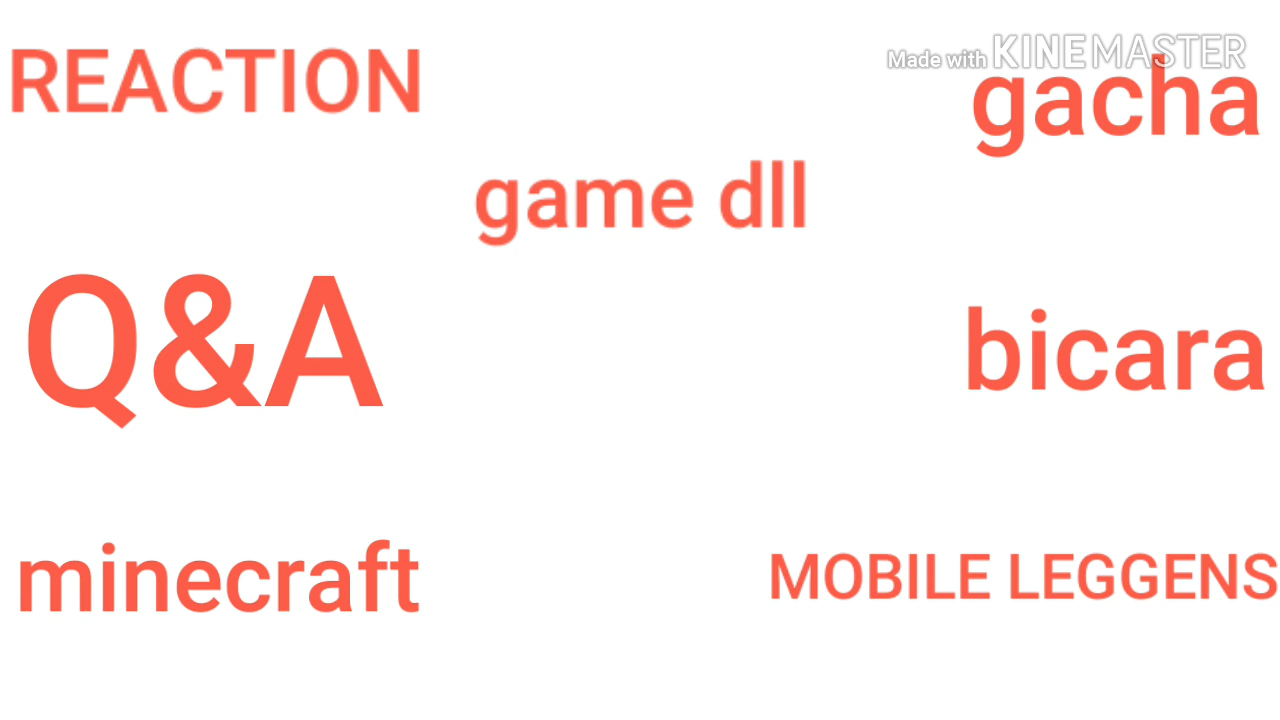 REACTION
Made with KINEMASTER
gacha
game dll
Q&A
bicara
minecraft
MOBILE LEGGENS